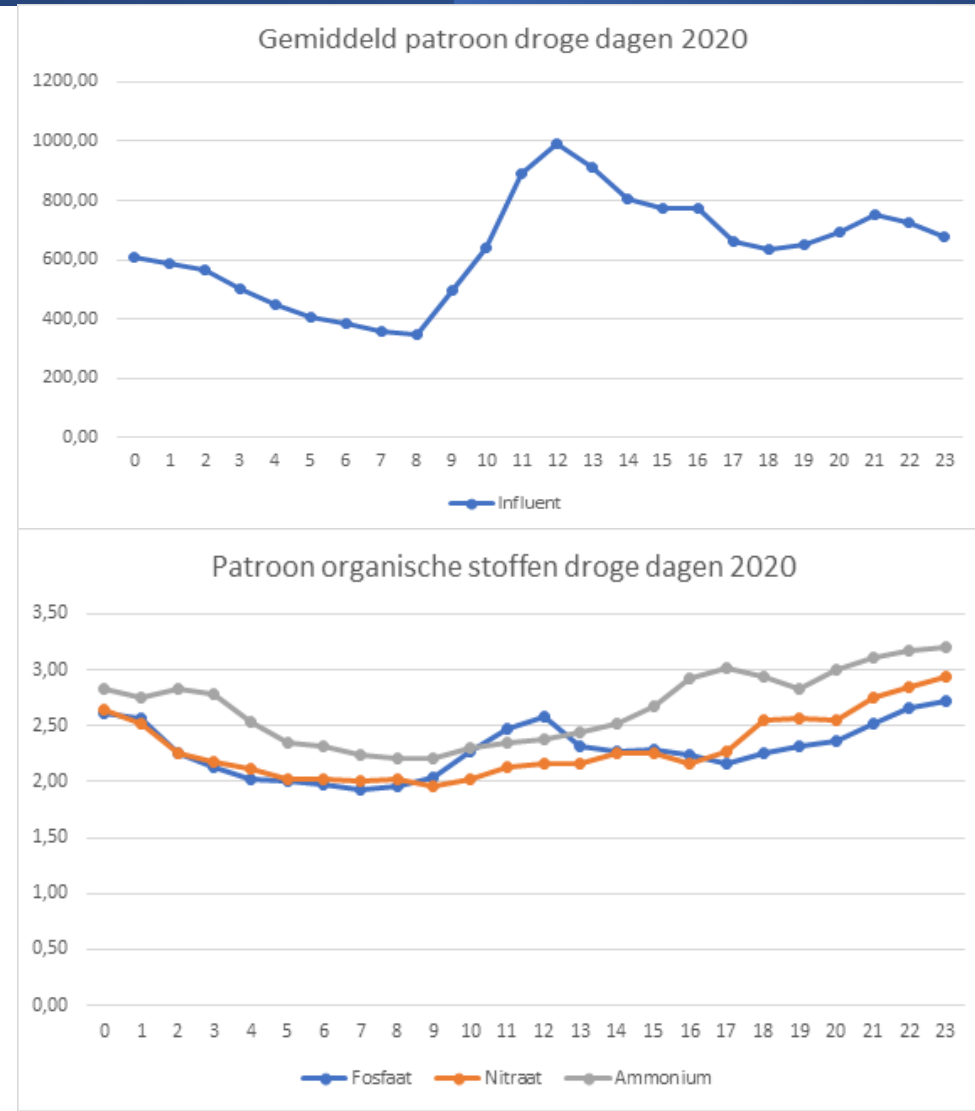 Gemiddeld patroon droge dagen 2020
1200,00
1000,00
800,00
600,00
400,00
200,00
0,00
0 1 2 3 4 5 6 7 8 9 10 11 12 13 14 15 16 17 18 19 20 21 22 23
Influent
Patroon organische stoffen droge dagen 2020
3,50
3,00
2,50
2,00
1,50
1,00
0,50
0,00
0 1 2 3 4 5 6 7 8 9 10 11 12 13 14 15 16 17 18 19 20 21 22 23
Fosfaat Nitraat Ammonium